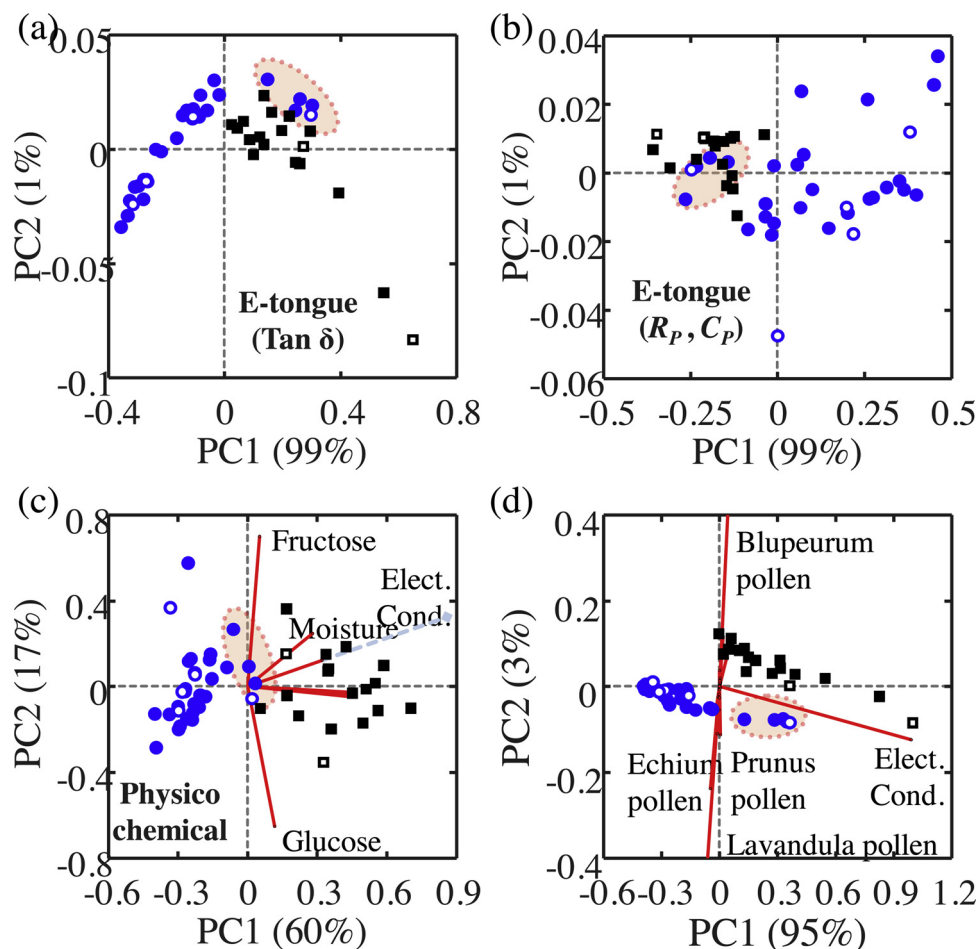 (a)
0.05
0
-0.05
-0.1
-0.4
0
0.4
0.8
PC2 (1%)
PC1 (99%)
E-tongue
(Tan δ)
(b)
0.04
0.02
0
-0.02
-0.04
-0.06
-0.5
-0.25
0
0.25
0.5
PC2 (1%)
PC1 (99%)
E-tongue
(R_P, C_P)
(c)
0.8
0.4
0
-0.4
-0.8
-0.6
-0.3
0
0.3
0.6
0.9
PC2 (17%)
PC1 (60%)
Fructose
Elect.
Cond.
Moisture
Physico
chemical
Glucose
(d)
0.4
0.2
0
-0.2
-0.4
-0.6
-0.3
0
0.3
0.6
0.9
1.2
PC2 (3%)
PC1 (95%)
Blupeurum
pollen
Echium
pollen
Prunus
pollen
Elect.
Cond.
Lavandula pollen